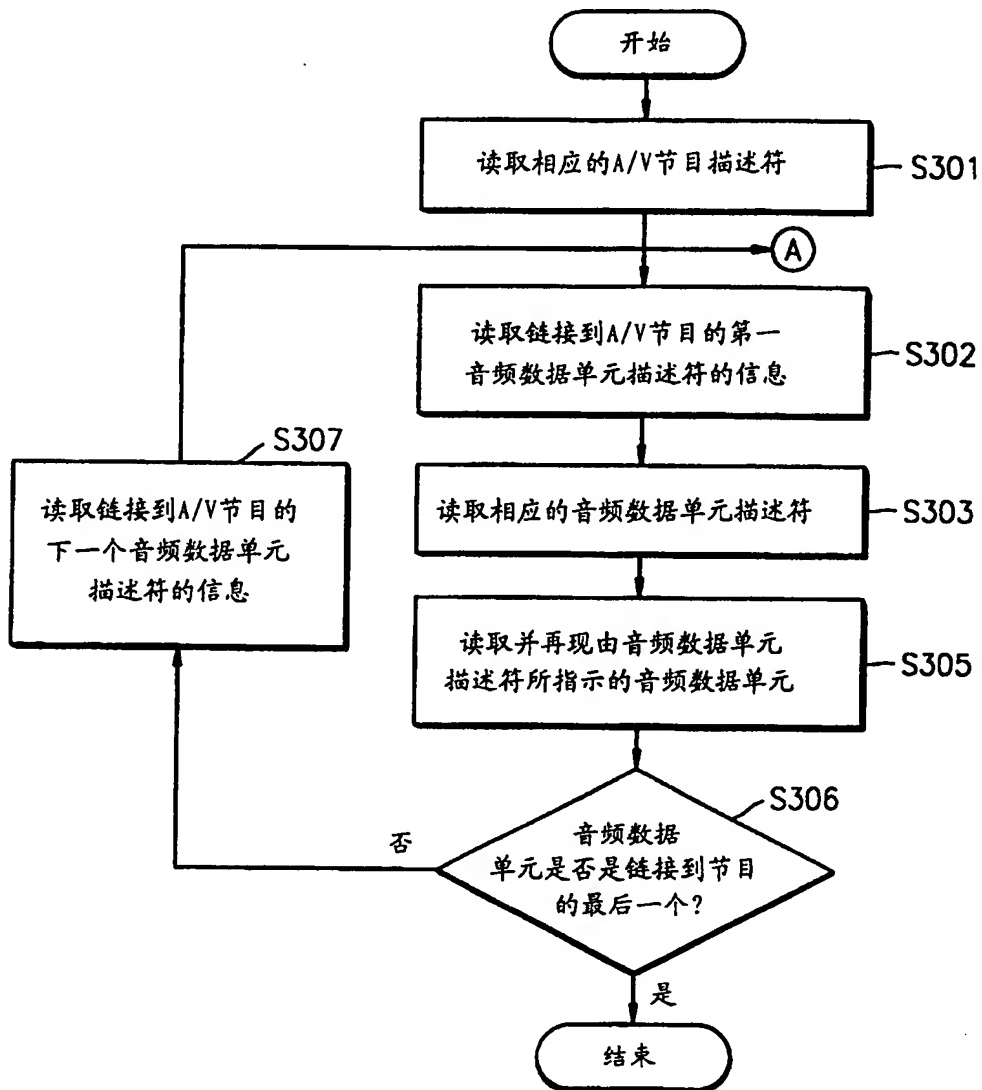 开始
读取相应的A/V节目描述符
S301
A
读取链接到A/V节目的第一
音频数据单元描述符的信息
S302
S307
读取链接到A/V节目的
下一个音频数据单元
描述符的信息
读取相应的音频数据单元描述符
S303
读取并再现由音频数据单元
描述符所指示的音频数据单元
S305
S306
音频数据
单元是否是链接到节目
的最后一个?
否
是
结束